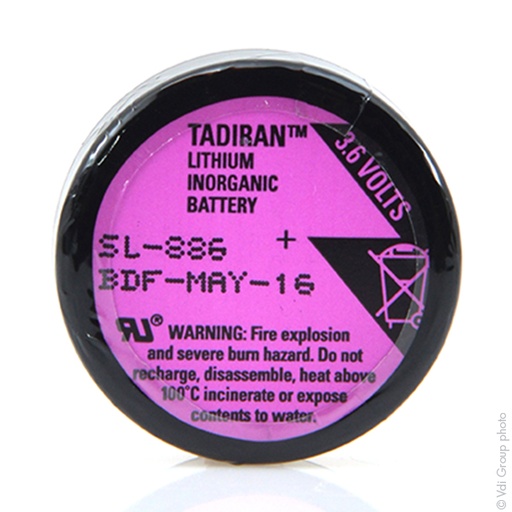 TADIRAN™
LITHIUM
INORGANIC
BATTERY
3.6 VOLTS
SL-886 +
BDF-MAY-16
RU® WARNING: Fire explosion
and severe burn hazard. Do not
recharge, disassemble, heat above
100°C incinerate or expose
contents to water.
© Vdi Group photo